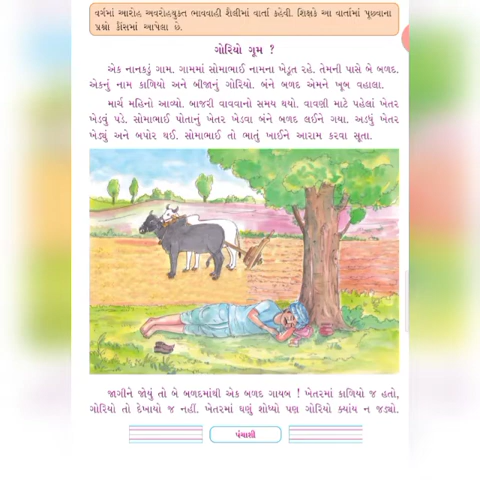 વર્ગમાં આરોહ અવરોહયુક્ત ભાવવાહી શૈલીમાં વાર્તા કહેવી. શિક્ષકે આ વાર્તામાં પુછવાના
પ્રશ્નો કૌંસમાં આપેલા છે.
ગોરિયો ગૂમ ?
એક નાનકડું ગામ. ગામમાં સોમાભાઈ નામના ખેડૂત રહે. તેમની પાસે બે બળદ.
એકનું નામ કાળિયો અને બીજાનું ગોરિયો. બંને બળદ એમને ખૂબ વહાલા.
માર્ચ મહિનો આવ્યો. બાજરી વાવવાનો સમય થયો. વાવણી માટે પહેલાં ખેતર
ખેડવું પડે. સોમાભાઈ પોતાનું ખેતર ખેડવા બંને બળદ લઈને ગયા. અડધું ખેતર
ખેડ્યું અને બપોર થઈ. સોમાભાઈ તો ભાતું ખાઈને આરામ કરવા સૂતા.
જાગીને જોયું તો બે બળદમાંથી એક બળદ ગાયબ ! ખેતરમાં કાળિયો જ હતો,
ગોરિયો તો દેખાયો જ નહીં. ખેતરમાં ઘણું શોધ્યો પણ ગોરિયો ક્યાંય ન જડ્યો.
પંચાશી